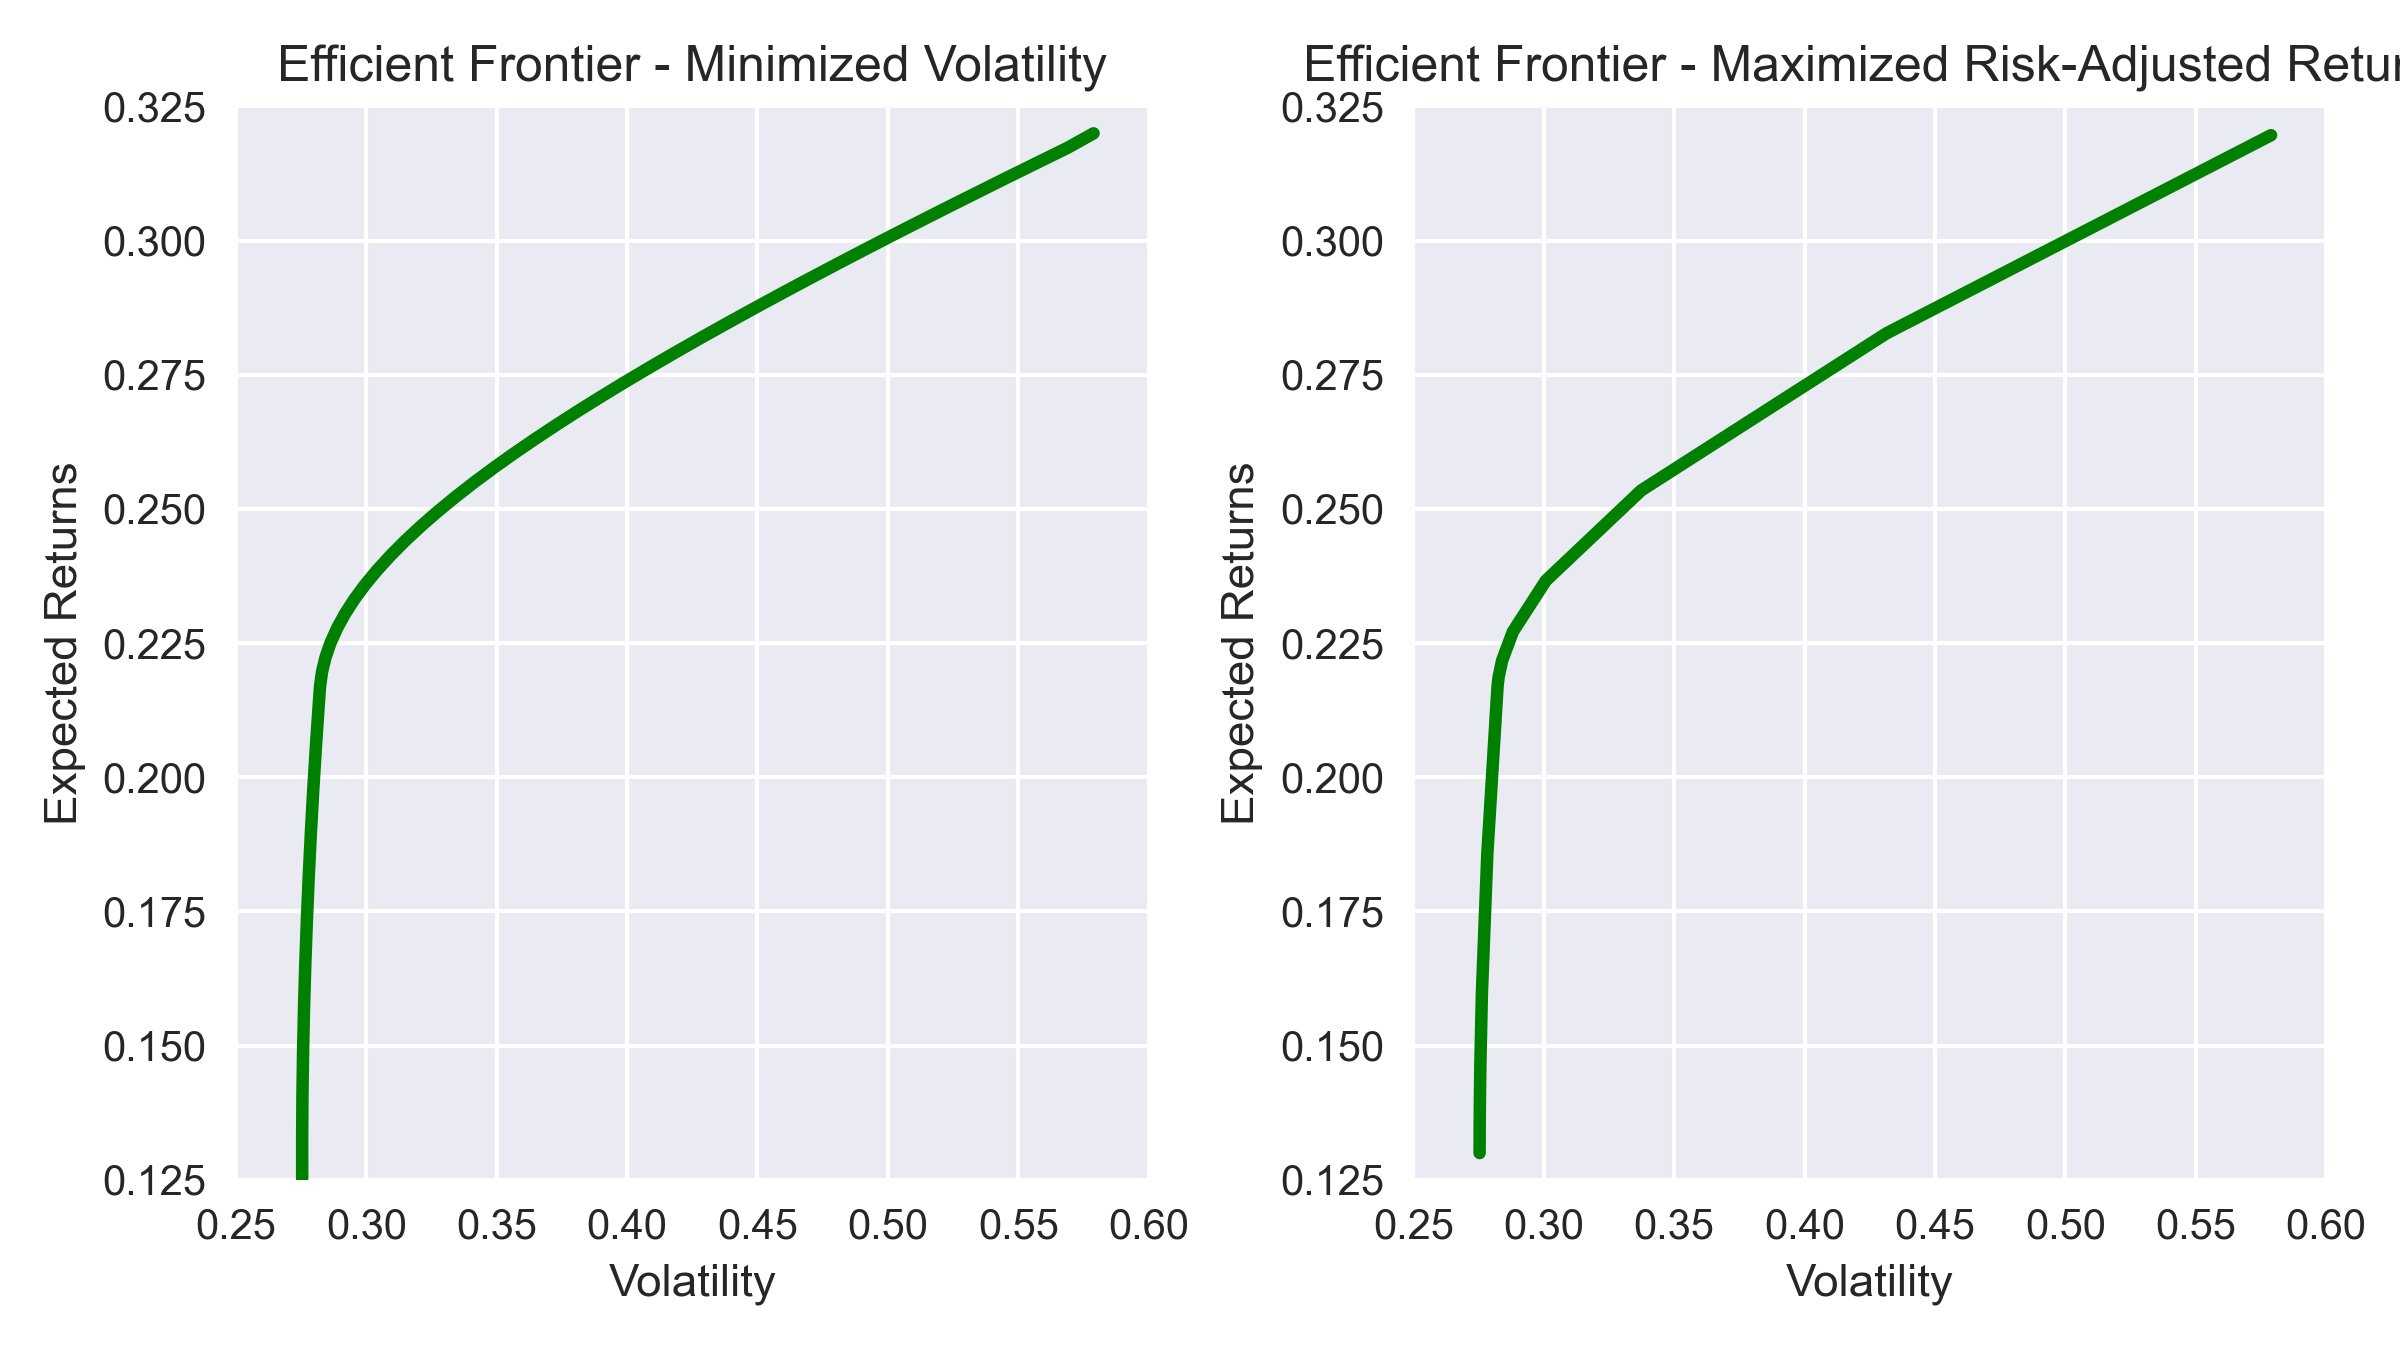 Efficient Frontier - Minimized Volatility
0.325
0.300
0.275
0.250
0.225
0.200
0.175
0.150
0.125
Expected Returns
0.25 0.30 0.35 0.40 0.45 0.50 0.55 0.60
Volatility
Efficient Frontier - Maximized Risk-Adjusted Retur
0.325
0.300
0.275
0.250
0.225
0.200
0.175
0.150
0.125
Expected Returns
0.25 0.30 0.35 0.40 0.45 0.50 0.55 0.60
Volatility